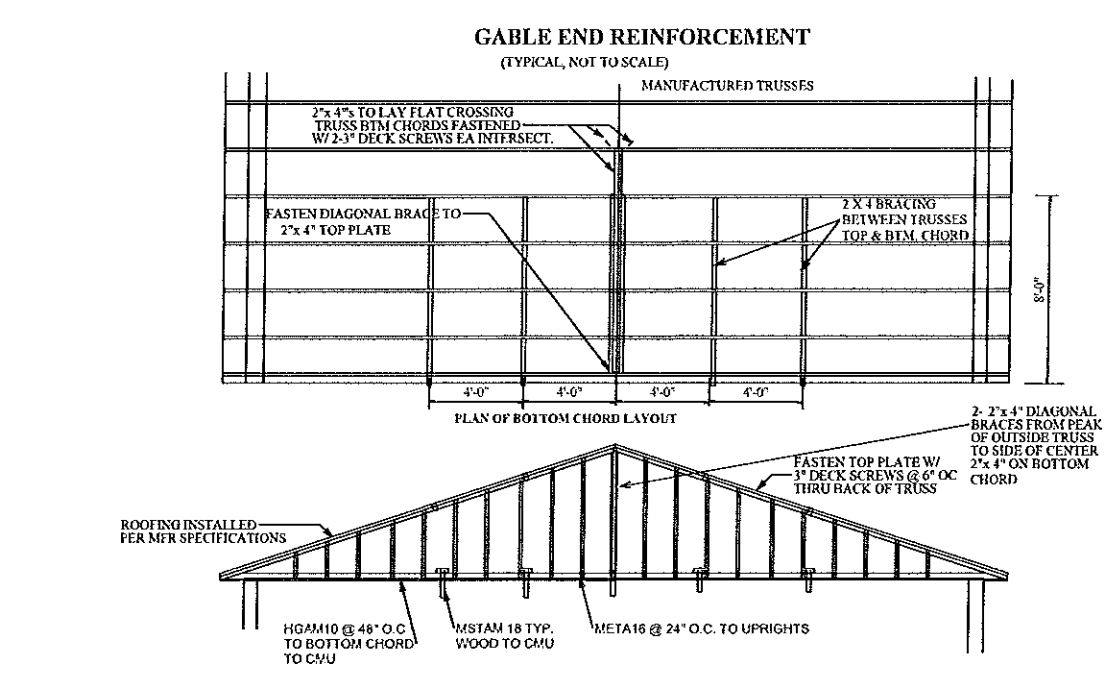 GABLE END REINFORCEMENT
(TYPICAL, NOT TO SCALE)
MANUFACTURED TRUSSES
2"x 4"'s TO LAY FLAT CROSSING
TRUSS BTM CHORDS FASTENED
W/ 2-3" DECK SCREWS EA INTERSECT.
FASTEN DIAGONAL BRACE TO
2"x 4" TOP PLATE
2 X 4 BRACING
BETWEEN TRUSSES
TOP & BTM. CHORD
8'-0"
4'-0"
4'-0"
4'-0"
4'-0"
PLAN OF BOTTOM CHORD LAYOUT
2- 2"x 4" DIAGONAL
BRACES FROM PEAK
OF OUTSIDE TRUSS
TO SIDE OF CENTER
2"x 4" ON BOTTOM
CHORD
FASTEN TOP PLATE W/
3" DECK SCREWS @ 6" OC
THRU BACK OF TRUSS
ROOFING INSTALLED
PER MFR SPECIFICATIONS
HGAM10 @ 48" O.C
TO BOTTOM CHORD
TO CMU
MSTAM 18 TYP.
WOOD TO CMU
META16 @ 24" O.C. TO UPRIGHTS